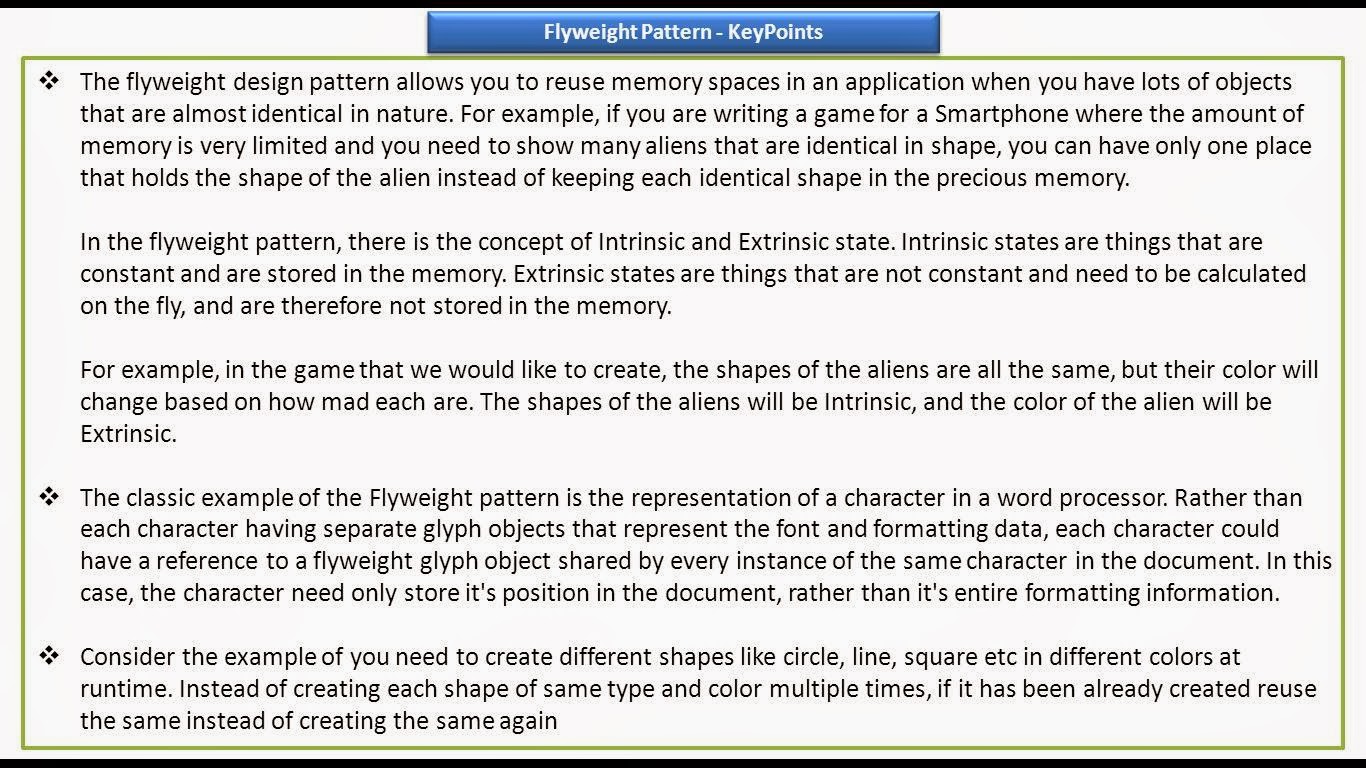 Flyweight Pattern - KeyPoints
❖ The flyweight design pattern allows you to reuse memory spaces in an application when you have lots of objects
that are almost identical in nature. For example, if you are writing a game for a Smartphone where the amount of
memory is very limited and you need to show many aliens that are identical in shape, you can have only one place
that holds the shape of the alien instead of keeping each identical shape in the precious memory.
In the flyweight pattern, there is the concept of Intrinsic and Extrinsic state. Intrinsic states are things that are
constant and are stored in the memory. Extrinsic states are things that are not constant and need to be calculated
on the fly, and are therefore not stored in the memory.
For example, in the game that we would like to create, the shapes of the aliens are all the same, but their color will
change based on how mad each are. The shapes of the aliens will be Intrinsic, and the color of the alien will be
Extrinsic.
❖ The classic example of the Flyweight pattern is the representation of a character in a word processor. Rather than
each character having separate glyph objects that represent the font and formatting data, each character could
have a reference to a flyweight glyph object shared by every instance of the same character in the document. In this
case, the character need only store it's position in the document, rather than it's entire formatting information.
❖ Consider the example of you need to create different shapes like circle, line, square etc in different colors at
runtime. Instead of creating each shape of same type and color multiple times, if it has been already created reuse
the same instead of creating the same again